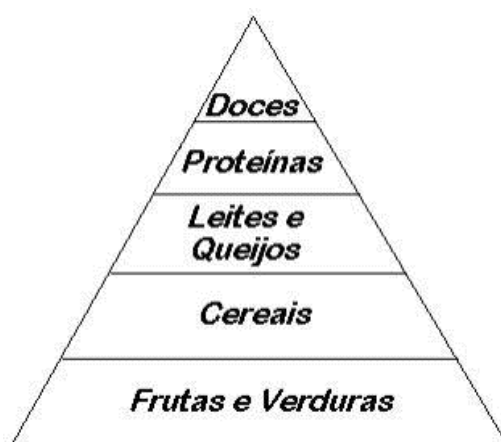 Doces
Proteínas
Leites e
Queijos
Cereais
Frutas e Verduras